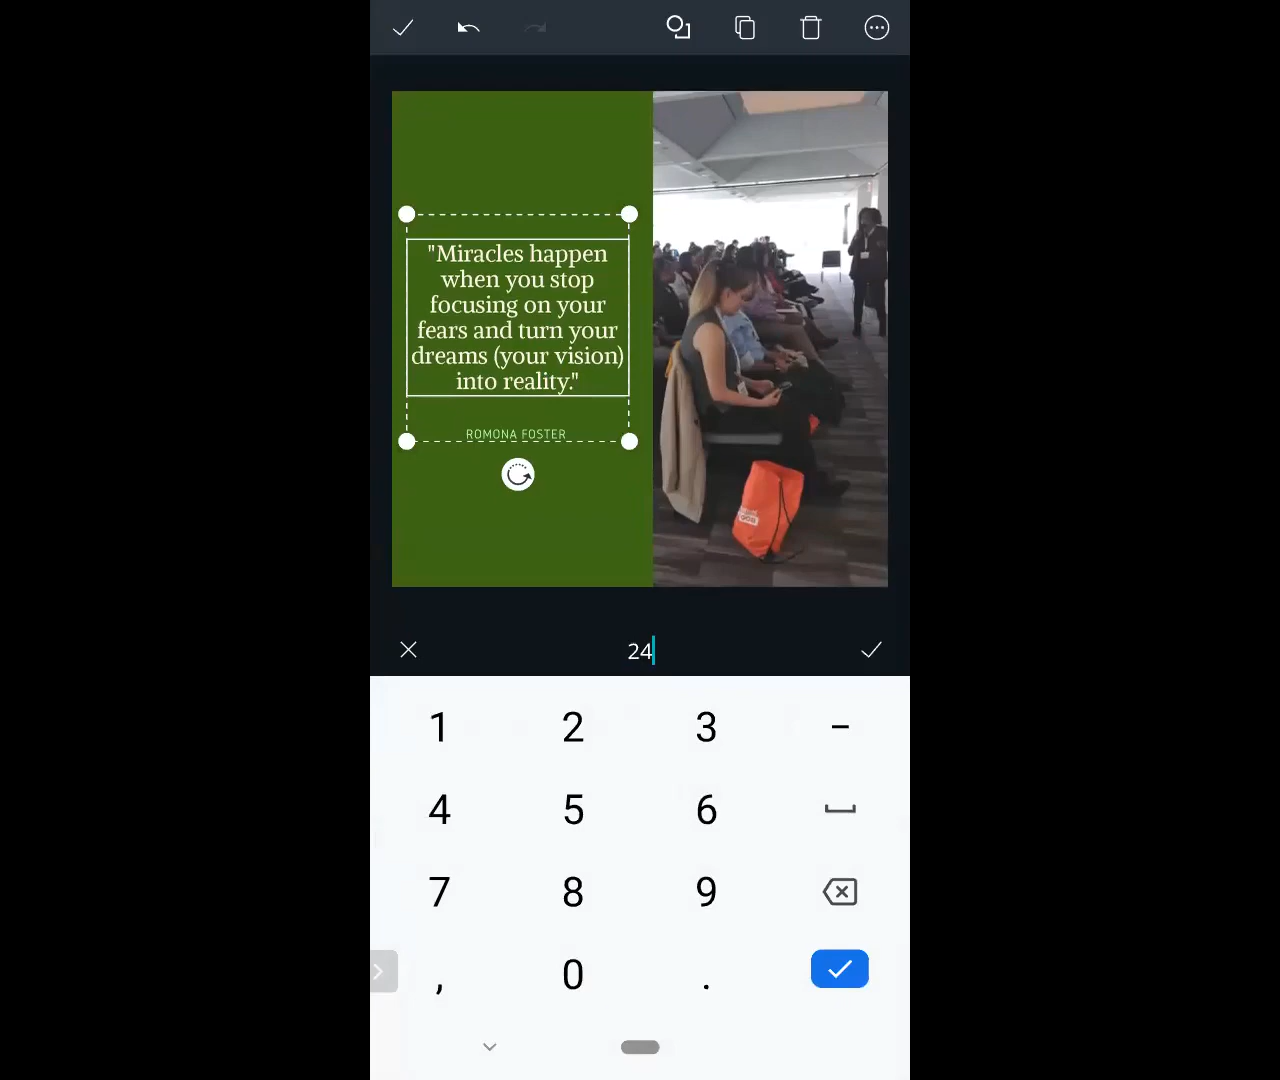 "Miracles happen
when you stop
focusing on your
fears and turn your
dreams (your vision)
into reality."
ROMONA FOSTER
24
1 2 3 -
4 5 6
7 8 9
, 0 .